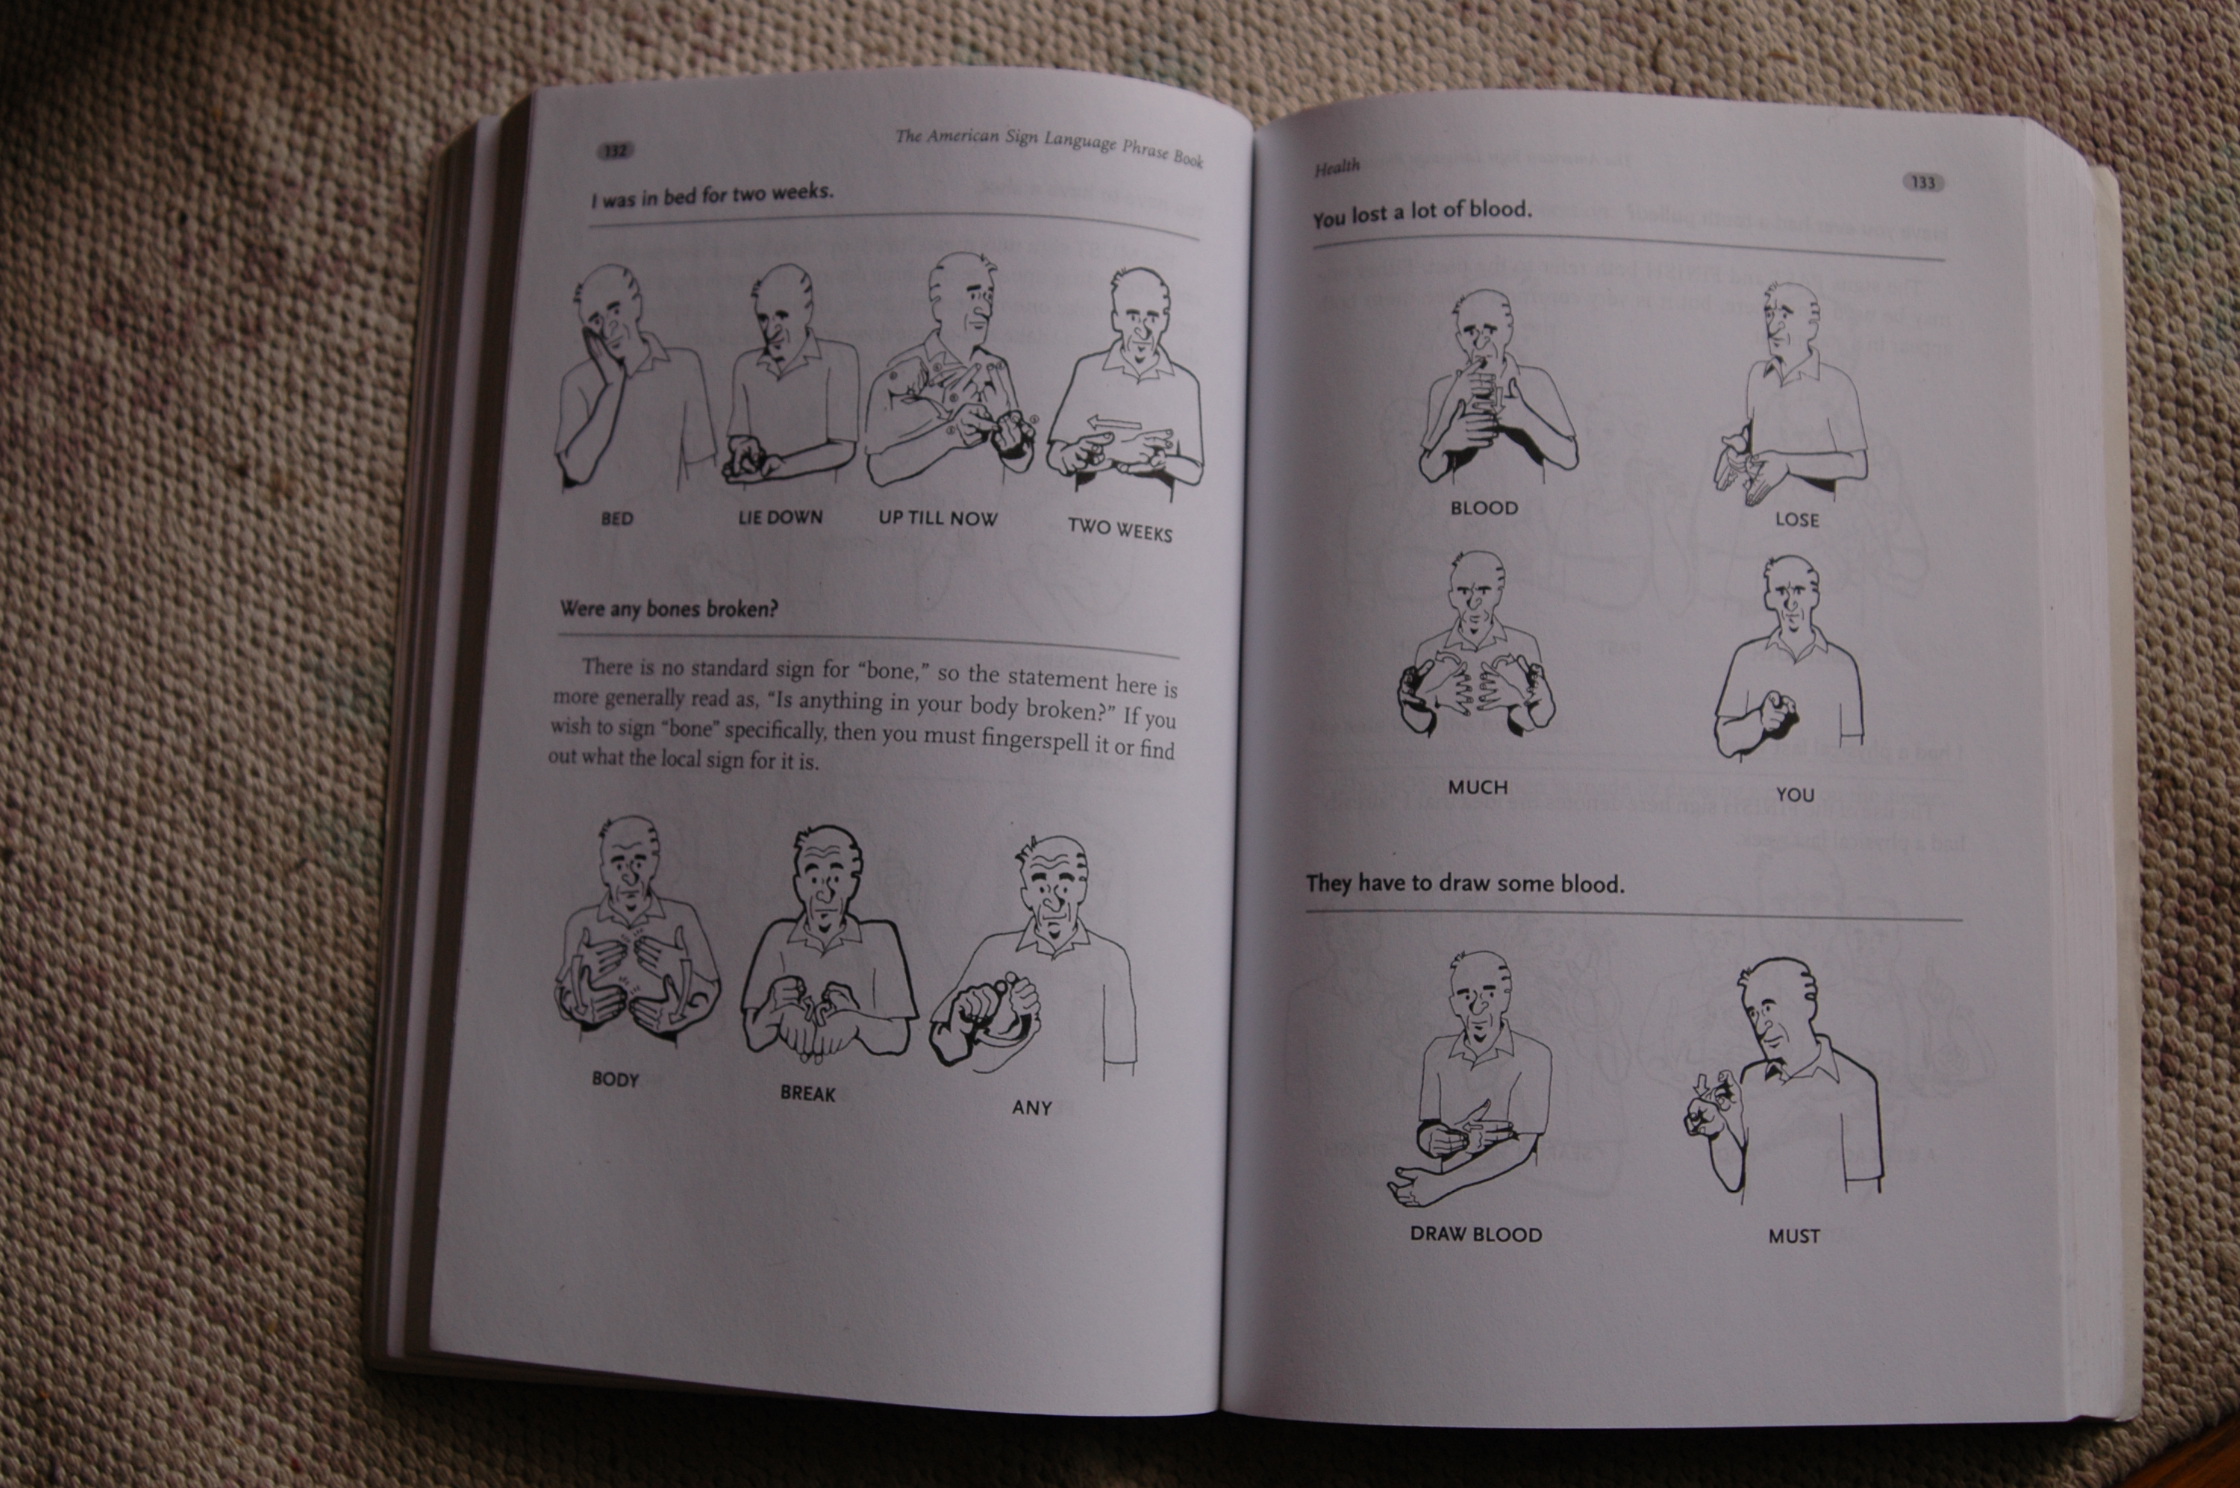 132
The American Sign Language Phrase Book
I was in bed for two weeks.
BED
LIE DOWN
UP TILL NOW
TWO WEEKS
Were any bones broken?
There is no standard sign for “bone,” so the statement here is
more generally read as, “Is anything in your body broken?” If you
wish to sign “bone” specifically, then you must fingerspell it or find
out what the local sign for it is.
BODY
BREAK
ANY
Health
133
You lost a lot of blood.
BLOOD
LOSE
MUCH
YOU
They have to draw some blood.
DRAW BLOOD
MUST